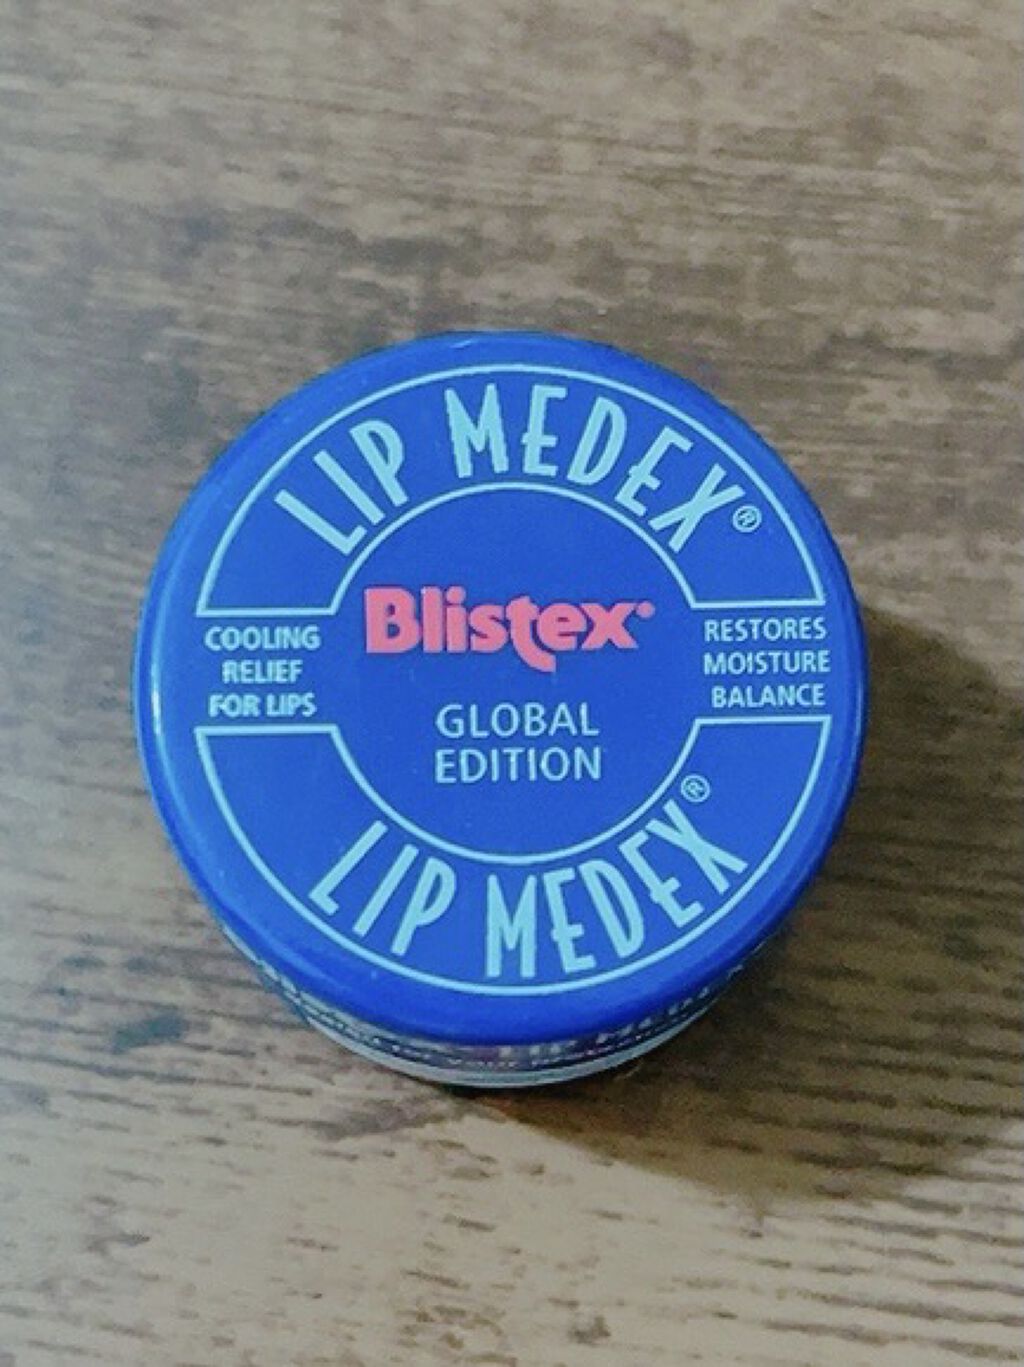 LIP MEDEX®
Blistex
COOLING
RELIEF
FOR LIPS
RESTORES
MOISTURE
BALANCE
GLOBAL
EDITION
LIP MEDEX®